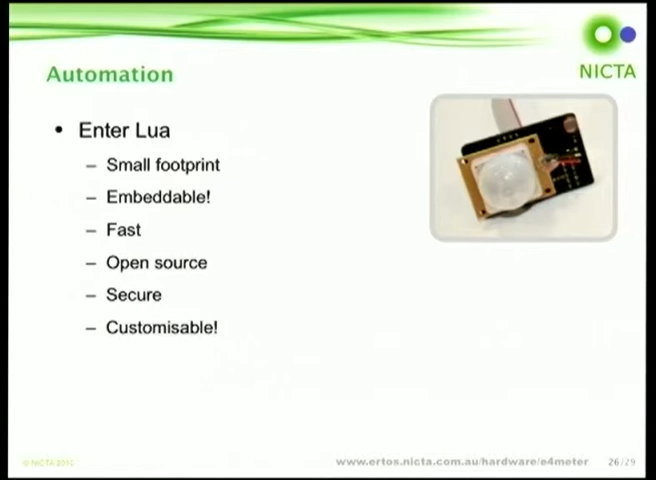 NICTA
Automation
• Enter Lua
– Small footprint
– Embeddable!
– Fast
– Open source
– Secure
– Customisable!
© NICTA 2010
www.ertos.nicta.com.au/hardware/e4meter
26/29